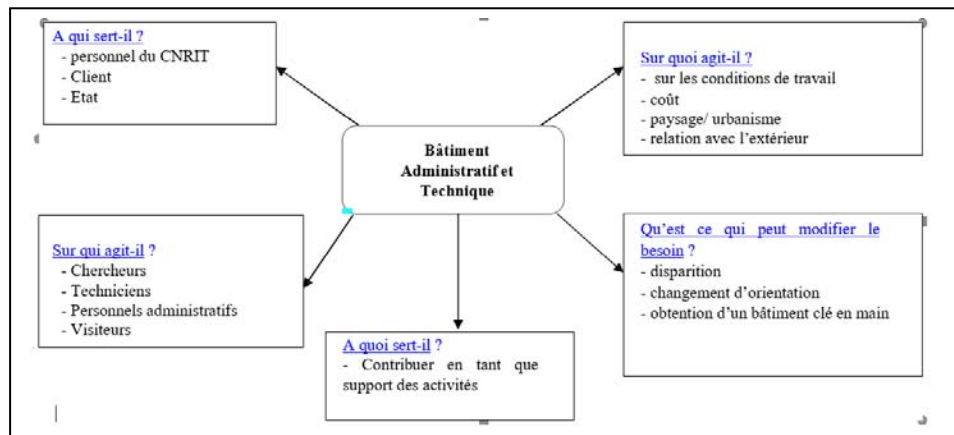 A qui sert-il ?
- personnel du CNRIT
- Client
- Etat
Sur quoi agit-il ?
- sur les conditions de travail
- coût
- paysage/ urbanisme
- relation avec l’extérieur
Bâtiment
Administratif et
Technique
Sur qui agit-il ?
- Chercheurs
- Techniciens
- Personnels administratifs
- Visiteurs
Qu’est ce qui peut modifier le
besoin ?
- disparition
- changement d’orientation
- obtention d’un bâtiment clé en main
A quoi sert-il ?
- Contribuer en tant que
support des activités